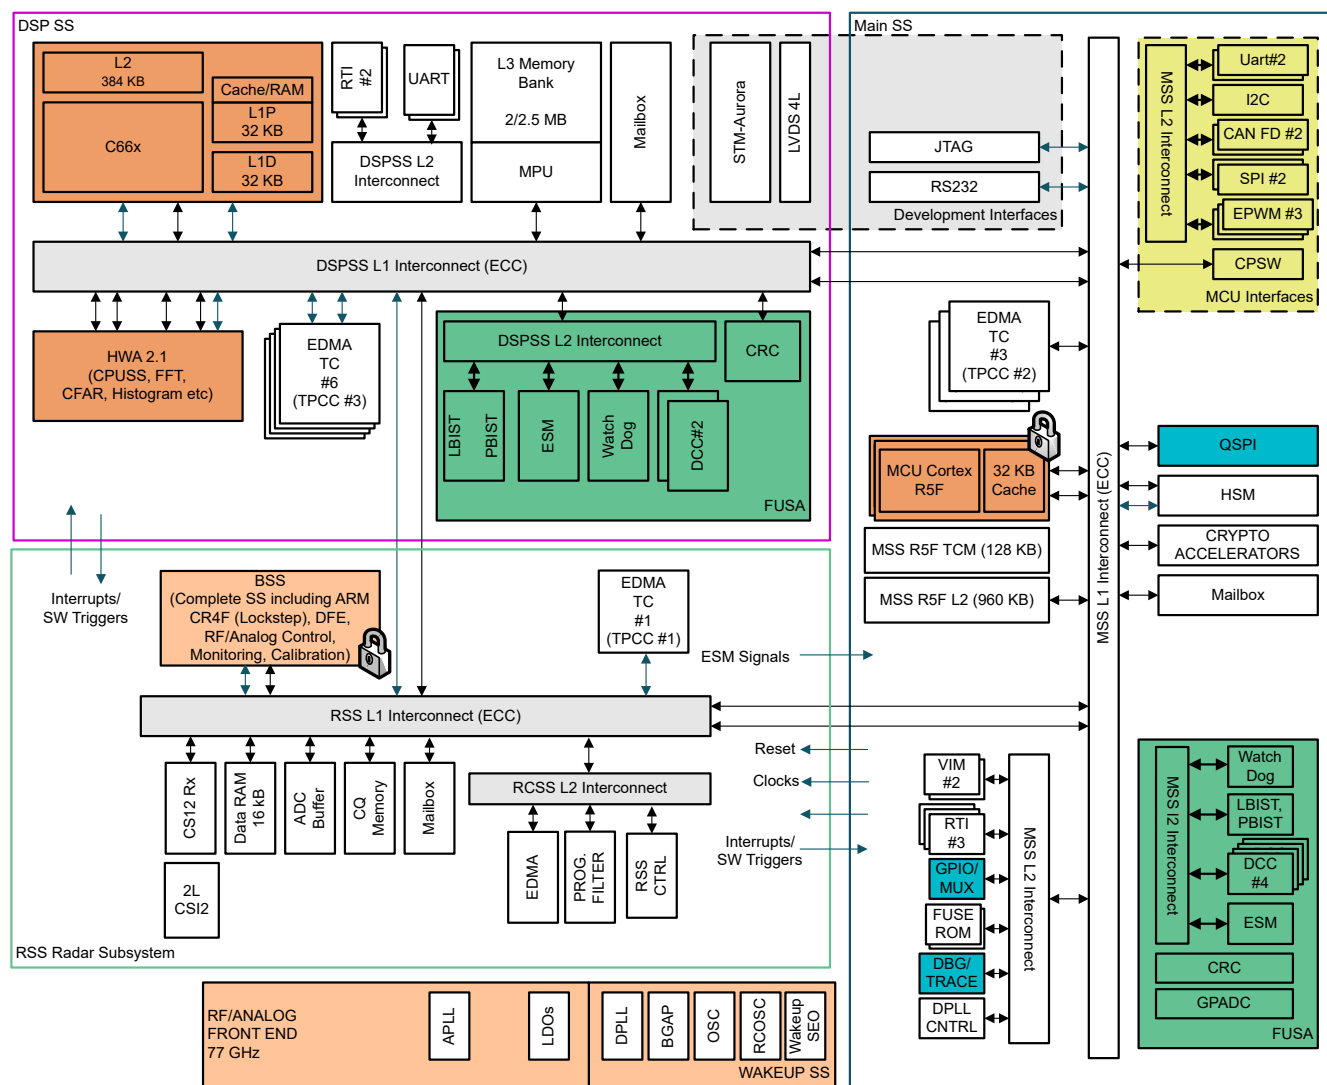 DSP SS
L2
384 KB
Cache/RAM
L1P
32 KB
C66x
L1D
32 KB
RTI
#2
UART
DSPSS L2
Interconnect
L3 Memory
Bank
2/2.5 MB
MPU
Mailbox
DSPSS L1 Interconnect (ECC)
HWA 2.1
(CPUSS, FFT,
CFAR, Histogram etc)
EDMA
TC
#6
(TPCC #3)
DSPSS L2 Interconnect
CRC
LBIST
PBIST
ESM
Watch
Dog
DCC#2
FUSA
STM-Aurora
LVDS 4L
JTAG
RS232
Development Interfaces
Main SS
MSS L1 Interconnect (ECC)
MSS L2 Interconnect
Uart#2
I2C
CAN FD #2
SPI #2
EPWM #3
CPSW
MCU Interfaces
EDMA
TC
#3
(TPCC #2)
MCU Cortex
R5F
32 KB
Cache
MSS R5F TCM (128 KB)
MSS R5F L2 (960 KB)
QSPI
HSM
CRYPTO
ACCELERATORS
Mailbox
Interrupts/
SW Triggers
BSS
(Complete SS including ARM
CR4F (Lockstep), DFE,
RF/Analog Control,
Monitoring, Calibration)
EDMA
TC
#1
(TPCC #1)
ESM Signals
RSS L1 Interconnect (ECC)
CS12 Rx
Data RAM
16 kB
ADC
Buffer
CQ
Memory
Mailbox
RCSS L2 Interconnect
EDMA
PROG.
FILTER
RSS
CTRL
2L
CSI2
RSS Radar Subsystem
Reset
Clocks
Interrupts/
SW Triggers
VIM
#2
RTI
#3
GPIO/
MUX
FUSE
ROM
DBG/
TRACE
DPLL
CNTRL
MSS L2 Interconnect
MSS I2 Interconnect
Watch
Dog
LBIST,
PBIST
DCC
#4
ESM
CRC
GPADC
FUSA
RF/ANALOG
FRONT END
77 GHz
APLL
LDOs
DPLL
BGAP
OSC
RCOSC
Wakeup
SEO
WAKEUP SS